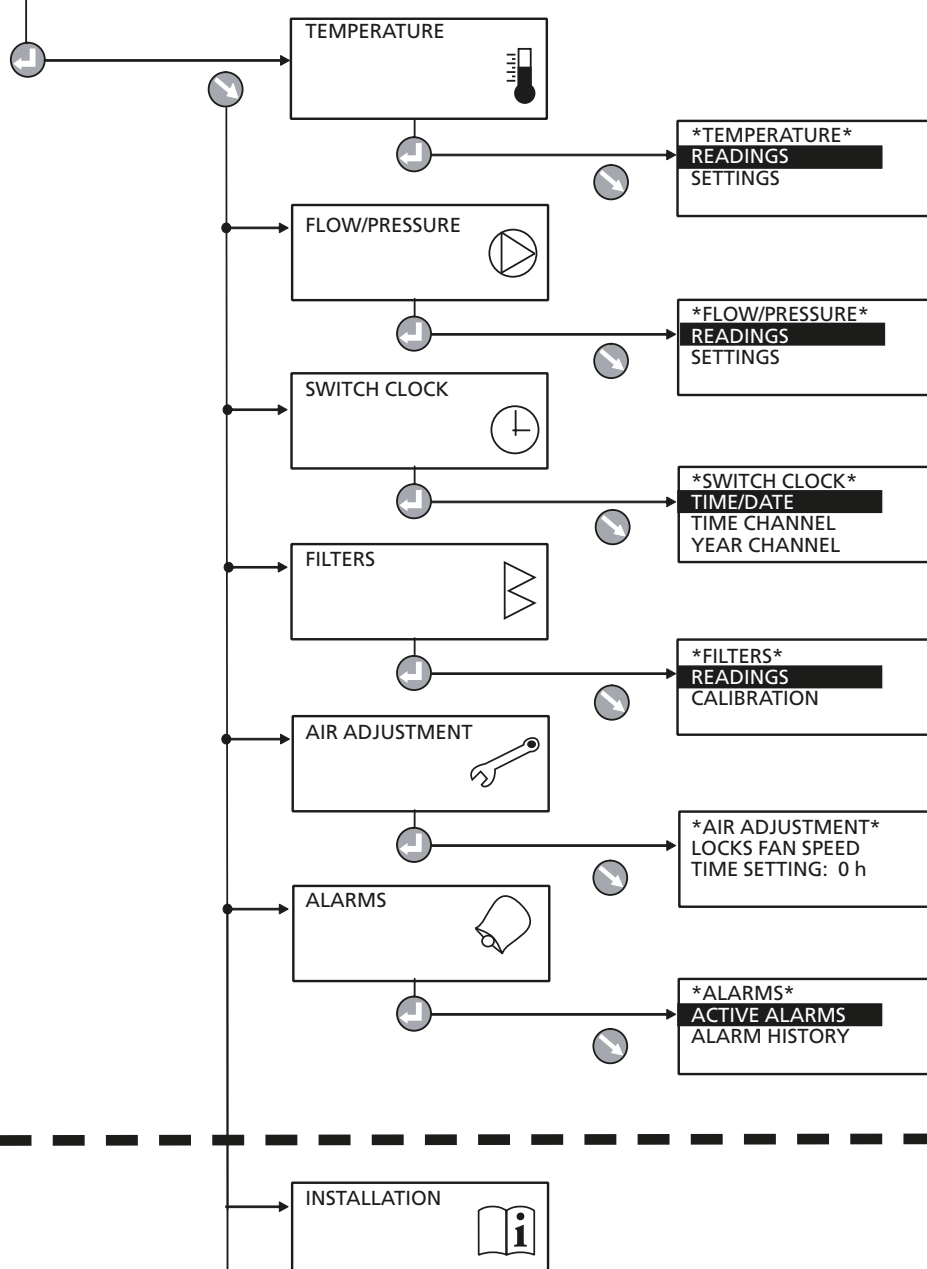 TEMPERATURE
*TEMPERATURE*
READINGS
SETTINGS
FLOW/PRESSURE
*FLOW/PRESSURE*
READINGS
SETTINGS
SWITCH CLOCK
*SWITCH CLOCK*
TIME/DATE
TIME CHANNEL
YEAR CHANNEL
FILTERS
*FILTERS*
READINGS
CALIBRATION
AIR ADJUSTMENT
*AIR ADJUSTMENT*
LOCKS FAN SPEED
TIME SETTING: 0 h
ALARMS
*ALARMS*
ACTIVE ALARMS
ALARM HISTORY
INSTALLATION
i